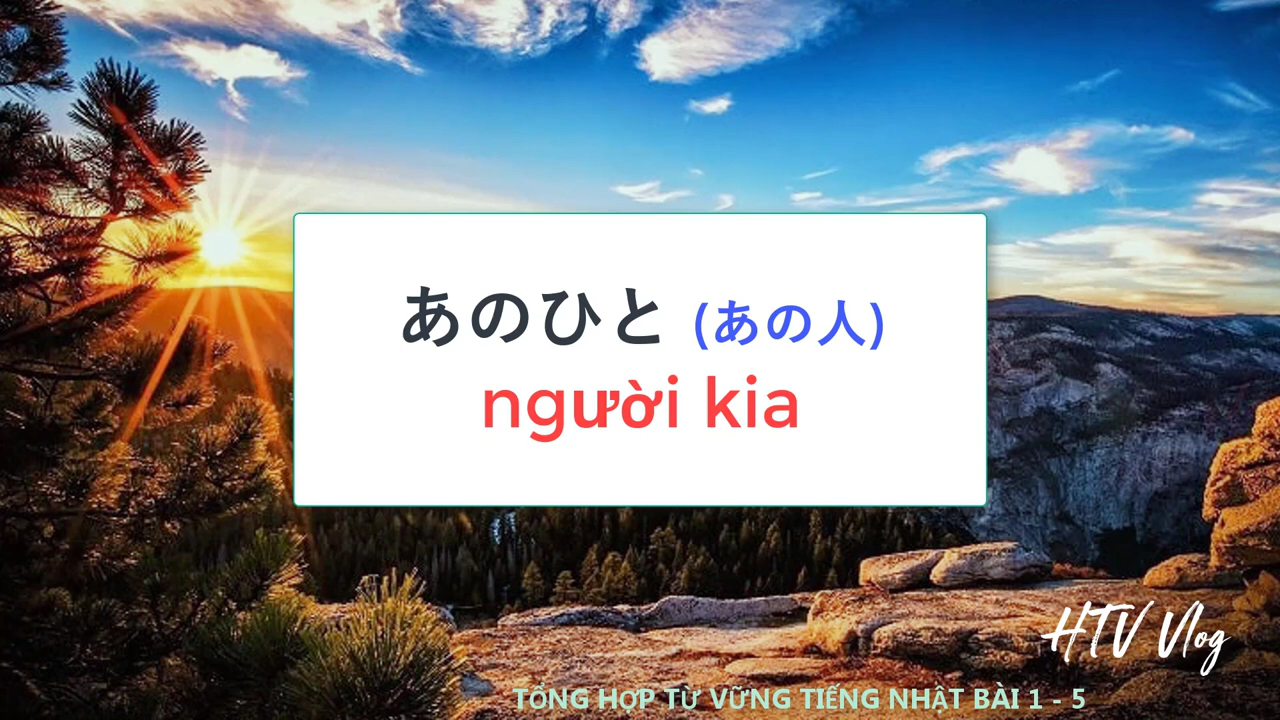 あのひと (あの人)
người kia
HTV Vlog
TỔNG HỢP TỪ VỮNG TIẾNG NHẬT BÀI 1 - 5